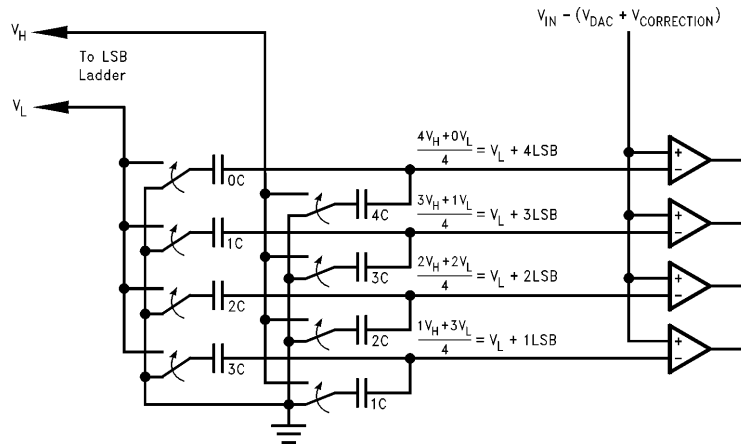 V_H
V_IN – (V_DAC + V_CORRECTION)
To LSB
Ladder
V_L
(4V_H + 0V_L)/4 = V_L + 4LSB
0C
4C
(3V_H + 1V_L)/4 = V_L + 3LSB
1C
3C
(2V_H + 2V_L)/4 = V_L + 2LSB
2C
2C
(1V_H + 3V_L)/4 = V_L + 1LSB
3C
1C
+
–
+
–
+
–
+
–